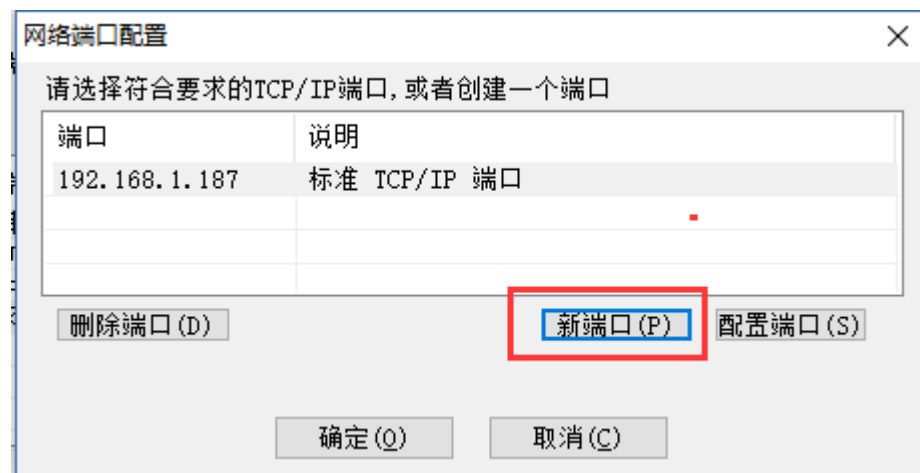 网络端口配置
请选择符合要求的TCP/IP端口,或者创建一个端口
端口 说明
192.168.1.187 标准 TCP/IP 端口
删除端口(D) 新端口(P) 配置端口(S)
确定(O) 取消(C)